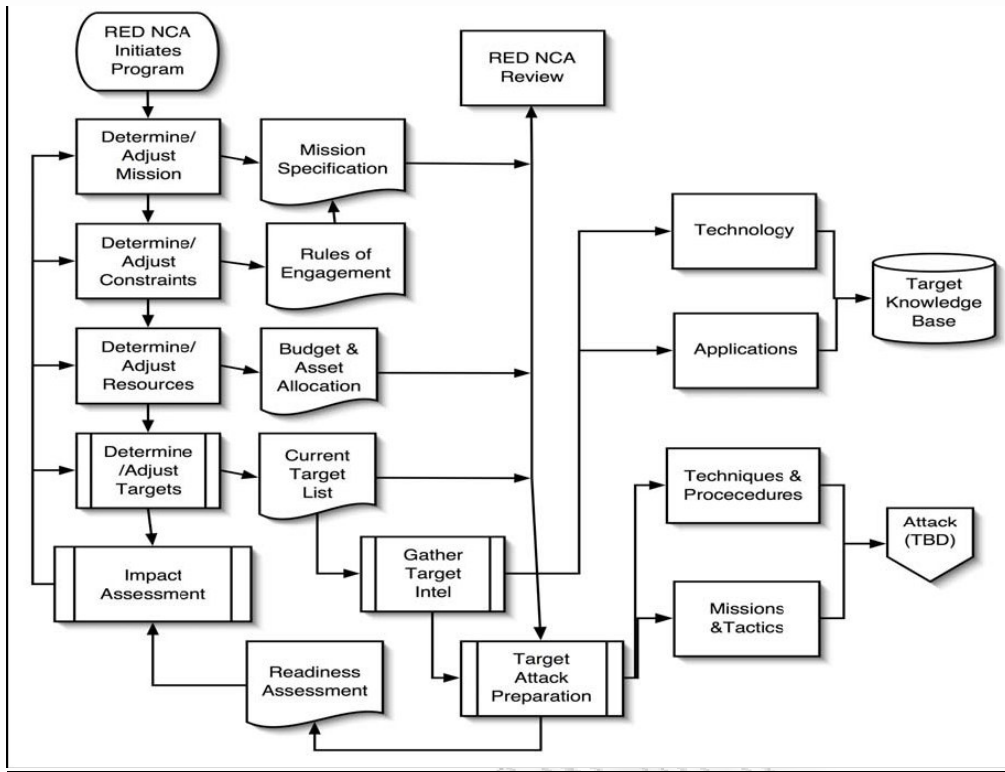 RED NCA
Initiates
Program
RED NCA
Review
Determine/
Adjust
Mission
Mission
Specification
Determine/
Adjust
Constraints
Rules of
Engagement
Technology
Target
Knowledge
Base
Determine/
Adjust
Resources
Budget &
Asset
Allocation
Applications
Determine
/Adjust
Targets
Current
Target
List
Techniques &
Prococedures
Attack
(TBD)
Impact
Assessment
Gather
Target
Intel
Missions
&Tactics
Readiness
Assessment
Target
Attack
Preparation